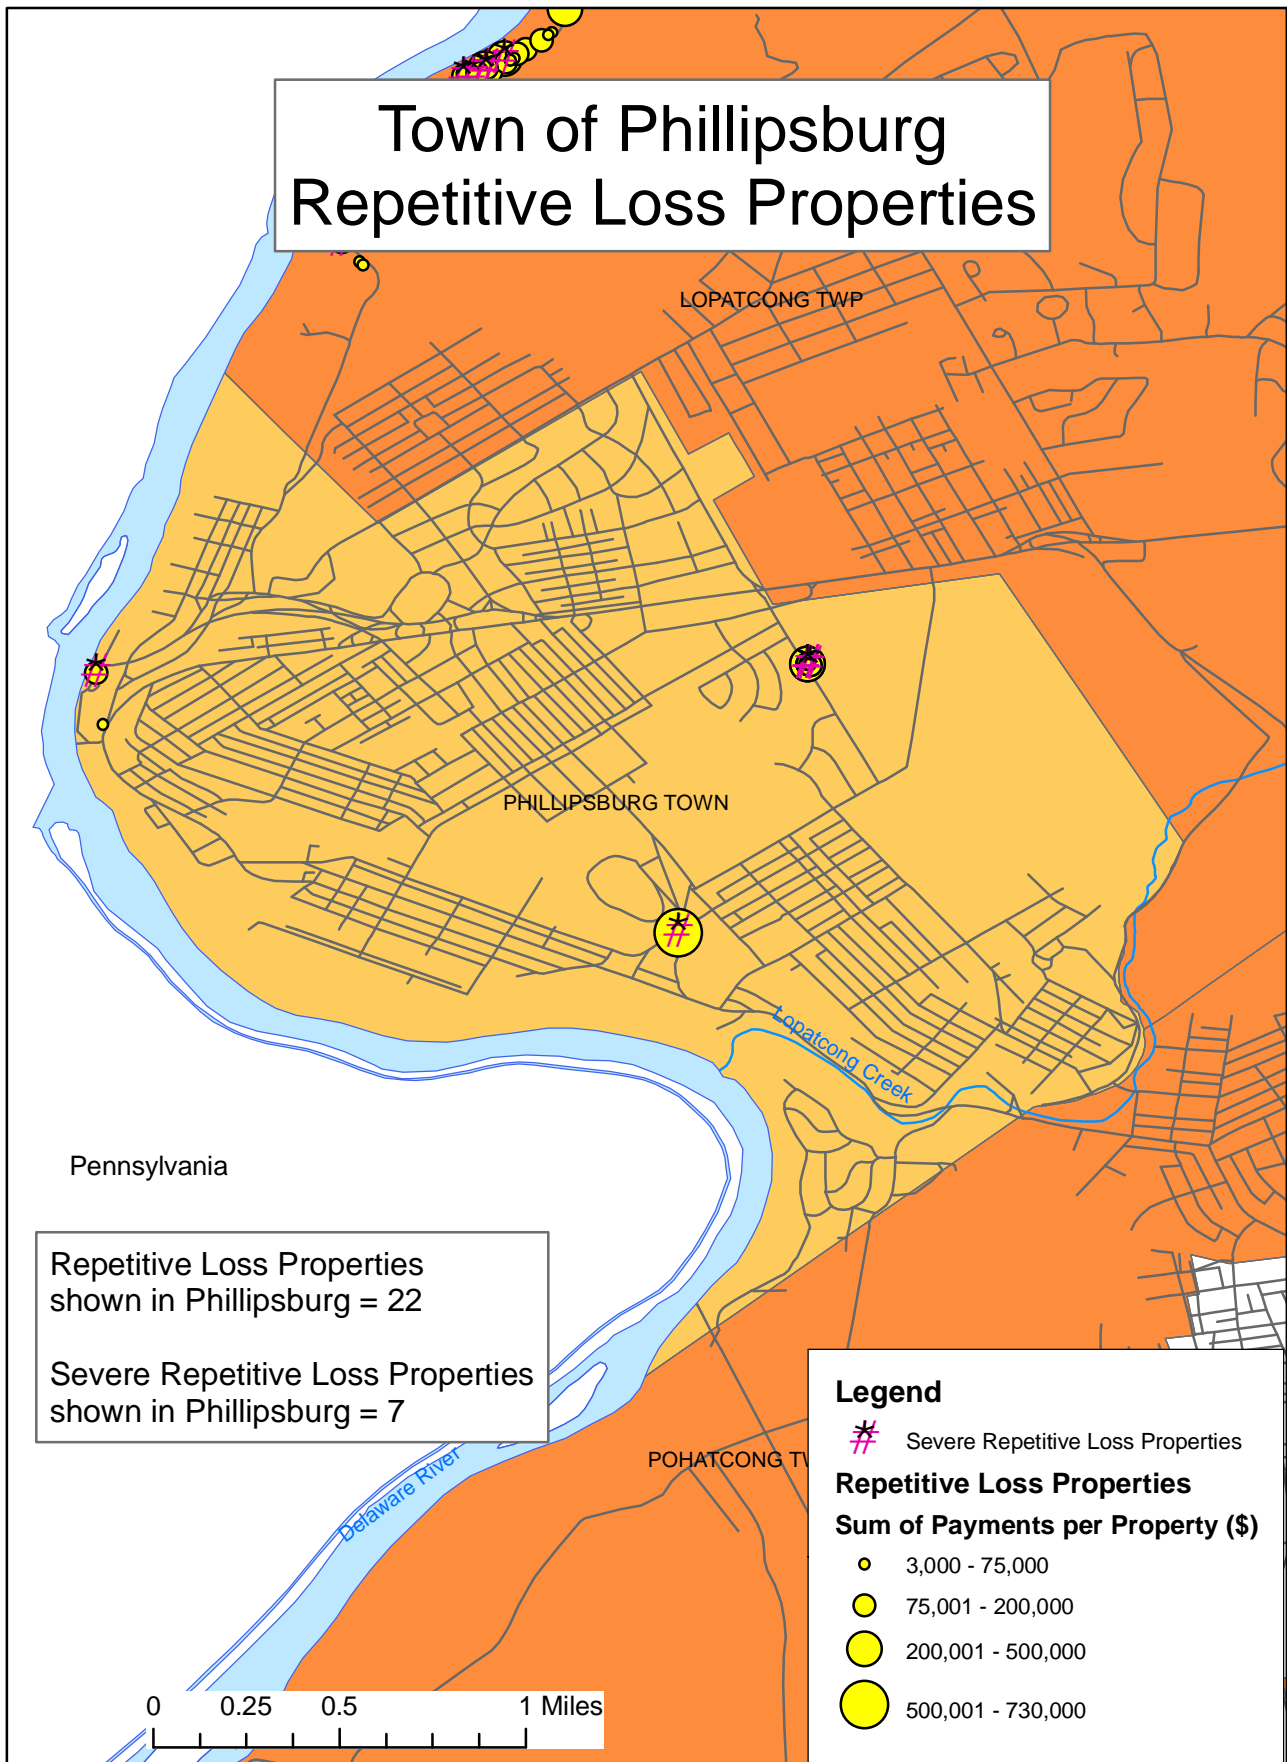 Town of Phillipsburg
Repetitive Loss Properties
LOPATCONG TWP
PHILLIPSBURG TOWN
Lopatcong Creek
Pennsylvania
Repetitive Loss Properties
shown in Phillipsburg = 22
Severe Repetitive Loss Properties
shown in Phillipsburg = 7
POHATCONG TW
Delaware River
Legend
Severe Repetitive Loss Properties
Repetitive Loss Properties
Sum of Payments per Property ($)
3,000 - 75,000
75,001 - 200,000
200,001 - 500,000
500,001 - 730,000
0 0.25 0.5 1 Miles